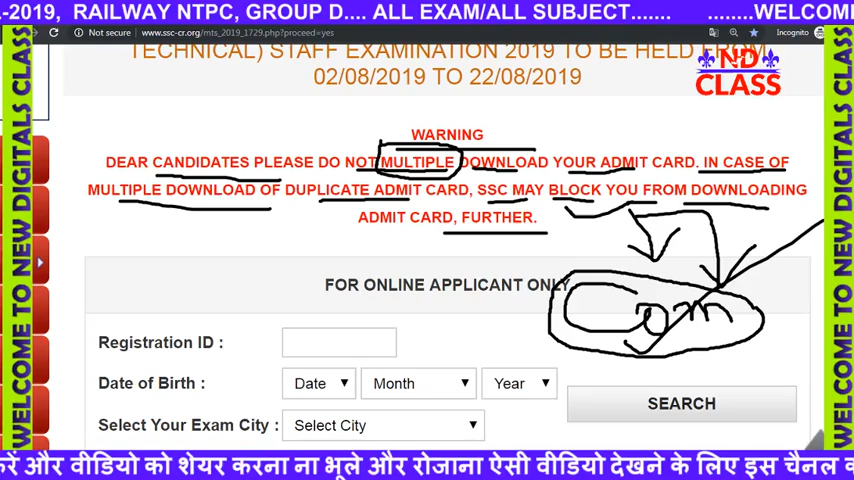 -2019, RAILWAY NTPC, GROUP D.... ALL EXAM/ALL SUBJECT....... ........WELCOME
Not secure | www.ssc-cr.org/mts_2019_1729.php?proceed=yes Incognito
TECHNICAL) STAFF EXAMINATION 2019 TO BE HELD FROM
02/08/2019 TO 22/08/2019
ND
CLASS
WARNING
DEAR CANDIDATES PLEASE DO NOT MULTIPLE DOWNLOAD YOUR ADMIT CARD. IN CASE OF
MULTIPLE DOWNLOAD OF DUPLICATE ADMIT CARD, SSC MAY BLOCK YOU FROM DOWNLOADING
ADMIT CARD, FURTHER.
FOR ONLINE APPLICANT ONLY
Com
Registration ID :
Date of Birth : Date Month Year
SEARCH
Select Your Exam City : Select City
WELCOME TO NEW DIGITALS CLASS
WELCOME TO NEW DIGITALS CLASS
करें और वीडियो को शेयर करना ना भूले और रोजाना ऐसी वीडियो देखने के लिए इस चैनल